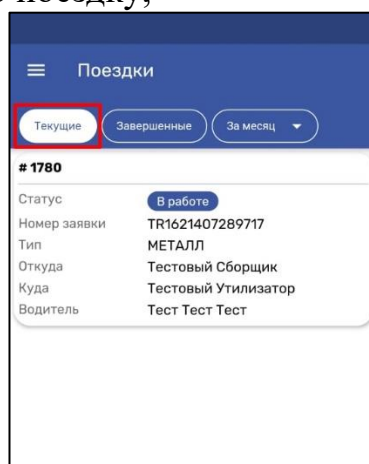 поездку,
Поездки
Текущие Завершенные За месяц
# 1780
Статус В работе
Номер заявки TR1621407289717
Тип МЕТАЛЛ
Откуда Тестовый Сборщик
Куда Тестовый Утилизатор
Водитель Тест Тест Тест